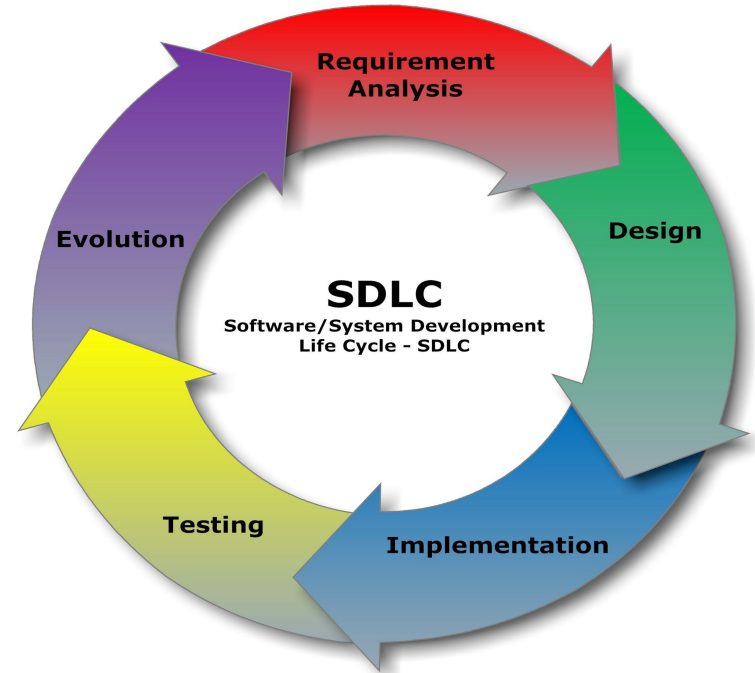 Requirement
Analysis
Design
Evolution
SDLC
Software/System Development
Life Cycle - SDLC
Testing
Implementation